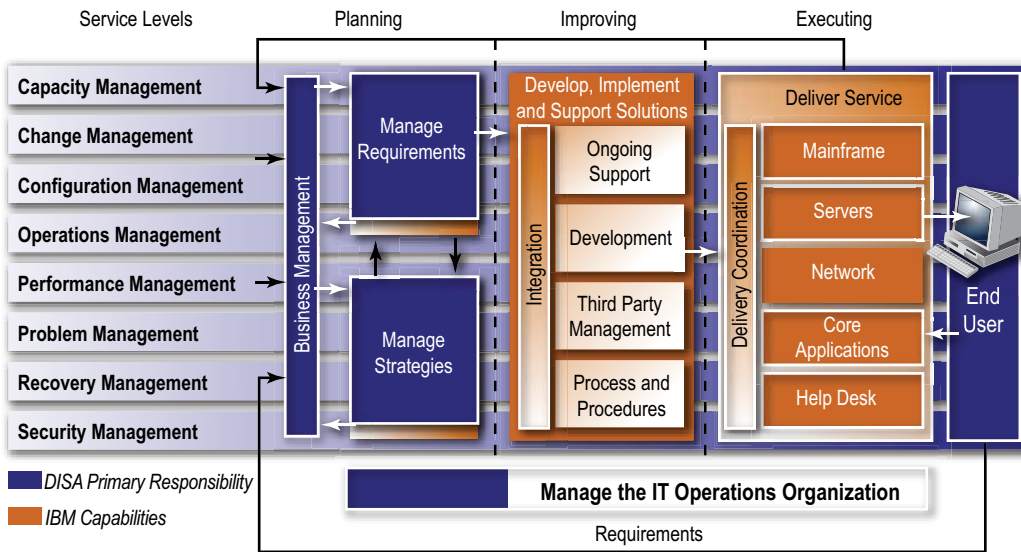 Service Levels
Planning
Improving
Executing
Capacity Management
Change Management
Configuration Management
Operations Management
Performance Management
Problem Management
Recovery Management
Security Management
Business Management
Manage
Requirements
Manage
Strategies
Develop, Implement
and Support Solutions
Integration
Ongoing
Support
Development
Third Party
Management
Process and
Procedures
Deliver Service
Delivery Coordination
Mainframe
Servers
Network
Core
Applications
Help Desk
End
User
DISA Primary Responsibility
IBM Capabilities
Manage the IT Operations Organization
Requirements